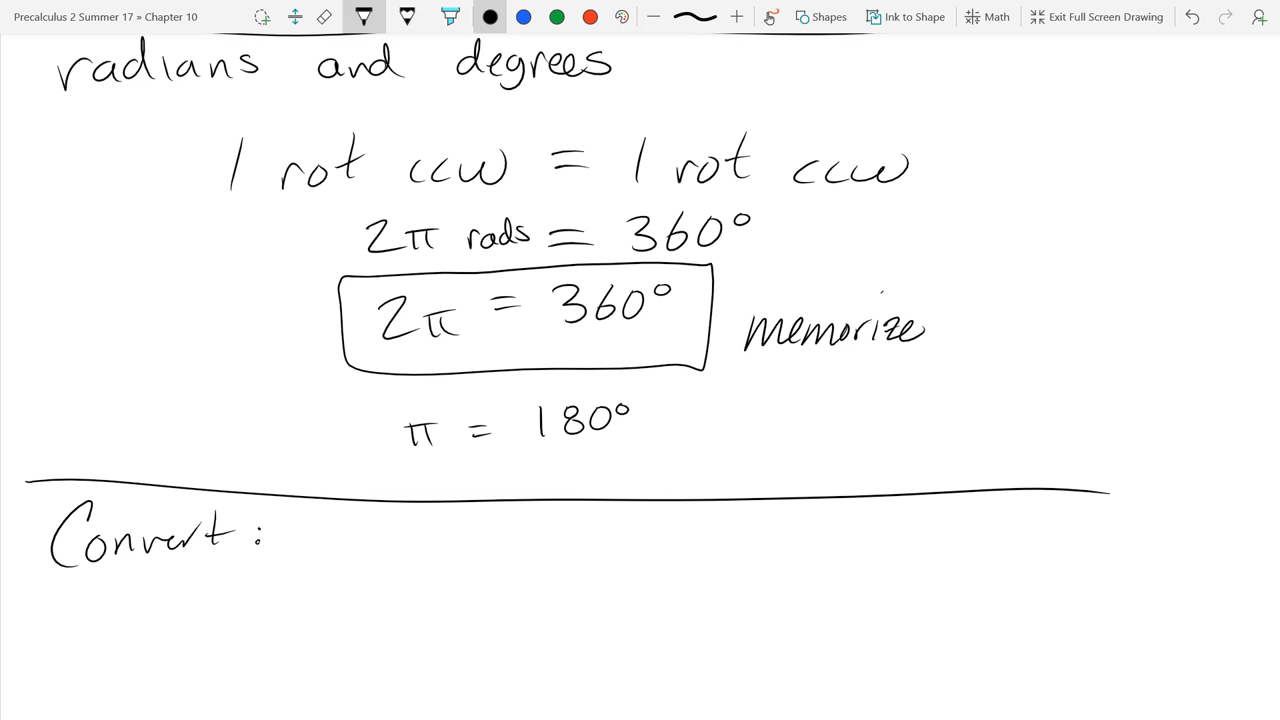 Precalculus 2 Summer 17 » Chapter 10 Shapes Ink to Shape Math Exit Full Screen Drawing
radians and degrees
1 rot ccw = 1 rot ccw
2π rads = 360°
2π = 360°
memorize
π = 180°
Convert :